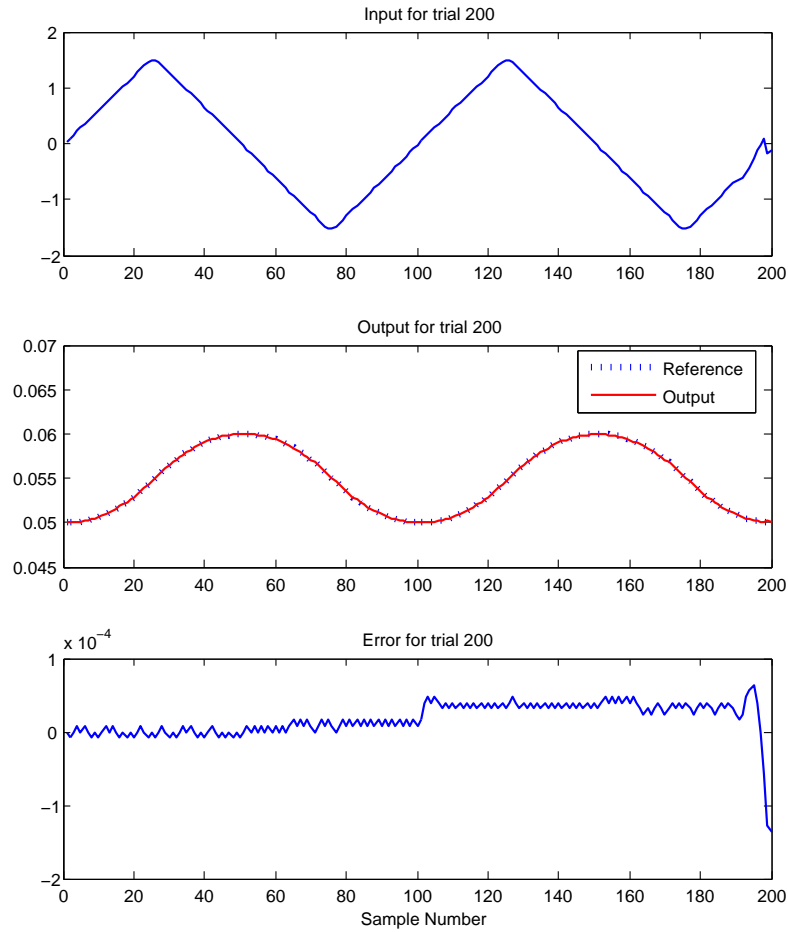 Input for trial 200
2
1
0
−1
−2
0 20 40 60 80 100 120 140 160 180 200
Output for trial 200
0.07
0.065
0.06
0.055
0.05
0.045
Reference
Output
0 20 40 60 80 100 120 140 160 180 200
x 10−4
Error for trial 200
1
0
−1
−2
0 20 40 60 80 100 120 140 160 180 200
Sample Number